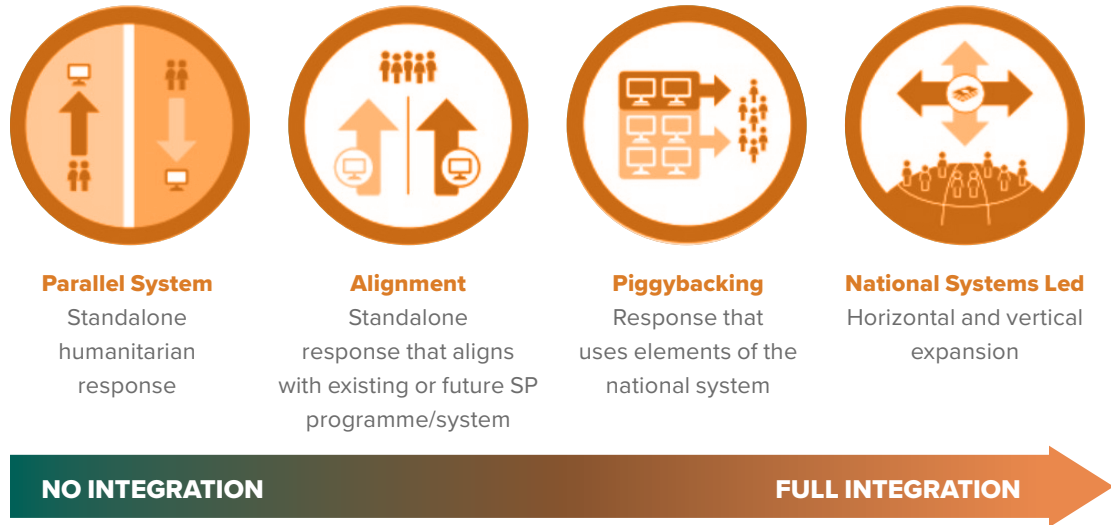 Parallel System
Standalone
humanitarian
response
Alignment
Standalone
response that aligns
with existing or future SP
programme/system
Piggybacking
Response that
uses elements of the
national system
National Systems Led
Horizontal and vertical
expansion
NO INTEGRATION
FULL INTEGRATION